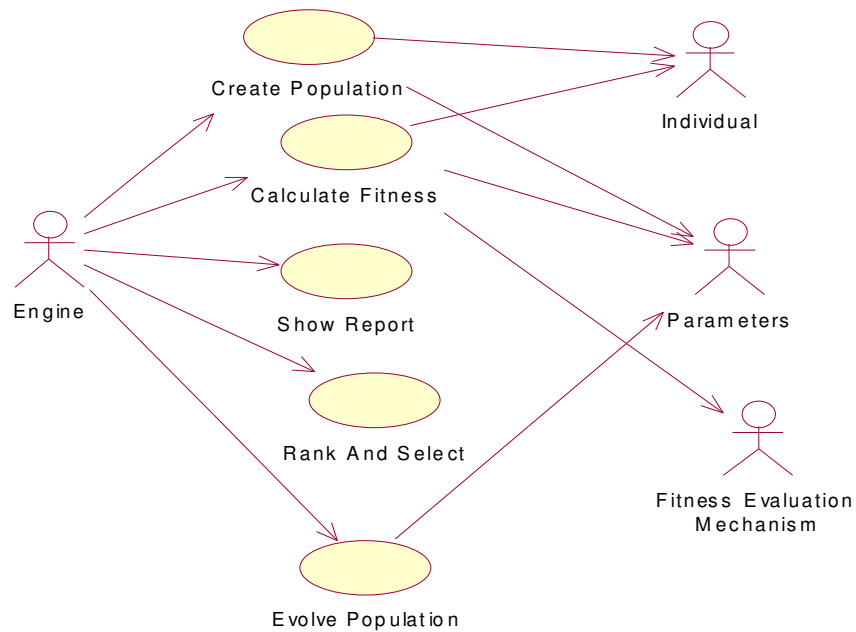 Create Population
Individual
Calculate Fitness
Engine
Show Report
Parameters
Rank And Select
Fitness Evaluation
Mechanism
Evolve Population